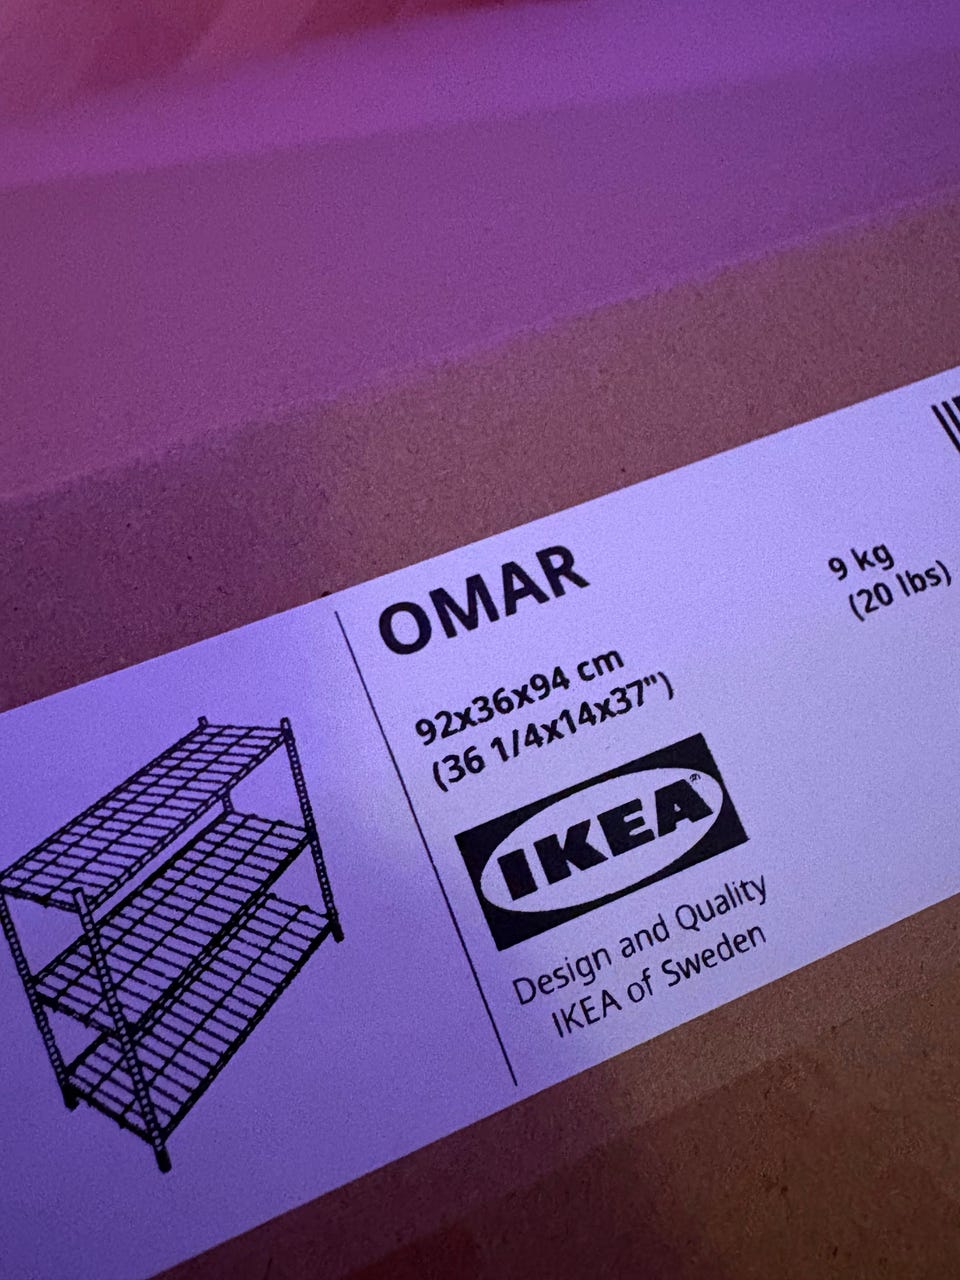 OMAR
92x36x94 cm
(36 1/4x14x37")
9 kg
(20 lbs)
IKEA
Design and Quality
IKEA of Sweden